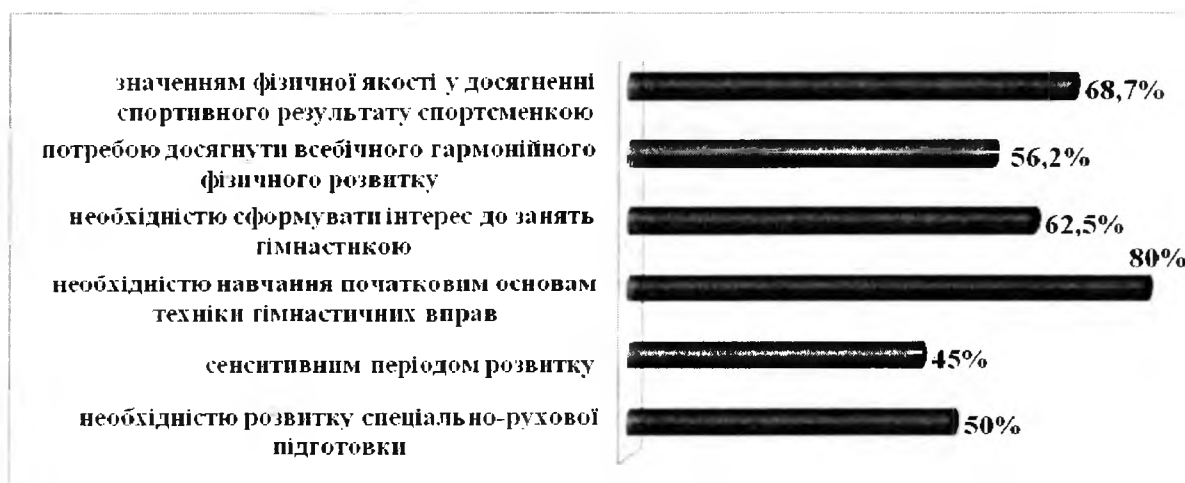 значенням фізичної якості у досягненні
спортивного результату спортсменкою
68,7%
потребою досягнути всебічного гармонійного
фізичного розвитку
56,2%
необхідністю сформувати інтерес до занять
гімнастикою
62,5%
необхідністю навчання початковим основам
техніки гімнастичних вправ
80%
сенситивним періодом розвитку
45%
необхідністю розвитку спеціально-рухової
підготовки
50%